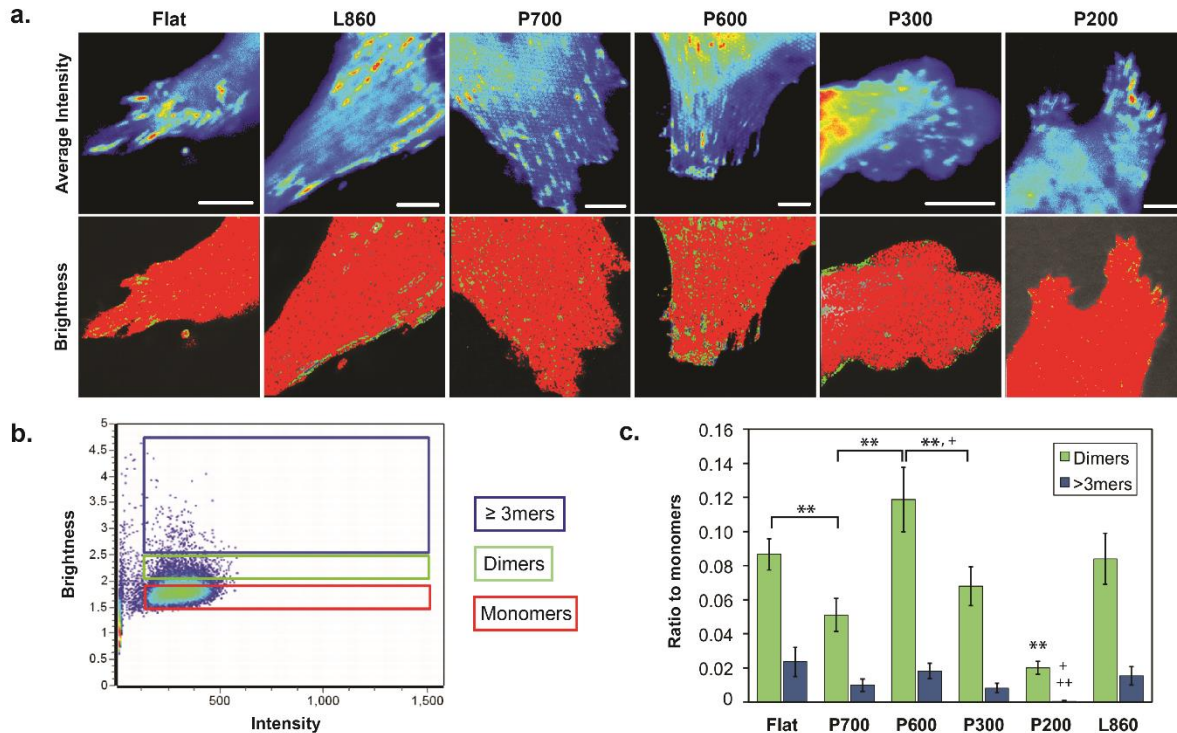 a.
Flat L860 P700 P600 P300 P200
Average Intensity
Brightness
b.
5
4.5
4
3.5
3
2.5
2
1.5
1
0.5
0
Brightness
500 1,000 1,500
Intensity
≥ 3mers
Dimers
Monomers
c.
0.16
0.14
0.12
0.10
0.08
0.06
0.04
0.02
0
Ratio to monomers
** **, +
**
** +
++
Dimers
>3mers
Flat P700 P600 P300 P200 L860